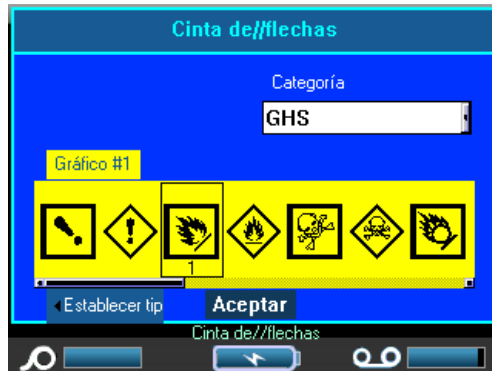 Cinta de//flechas
Categoría
GHS
Gráfico #1
1
Establecer tip
Aceptar
Cinta de//flechas